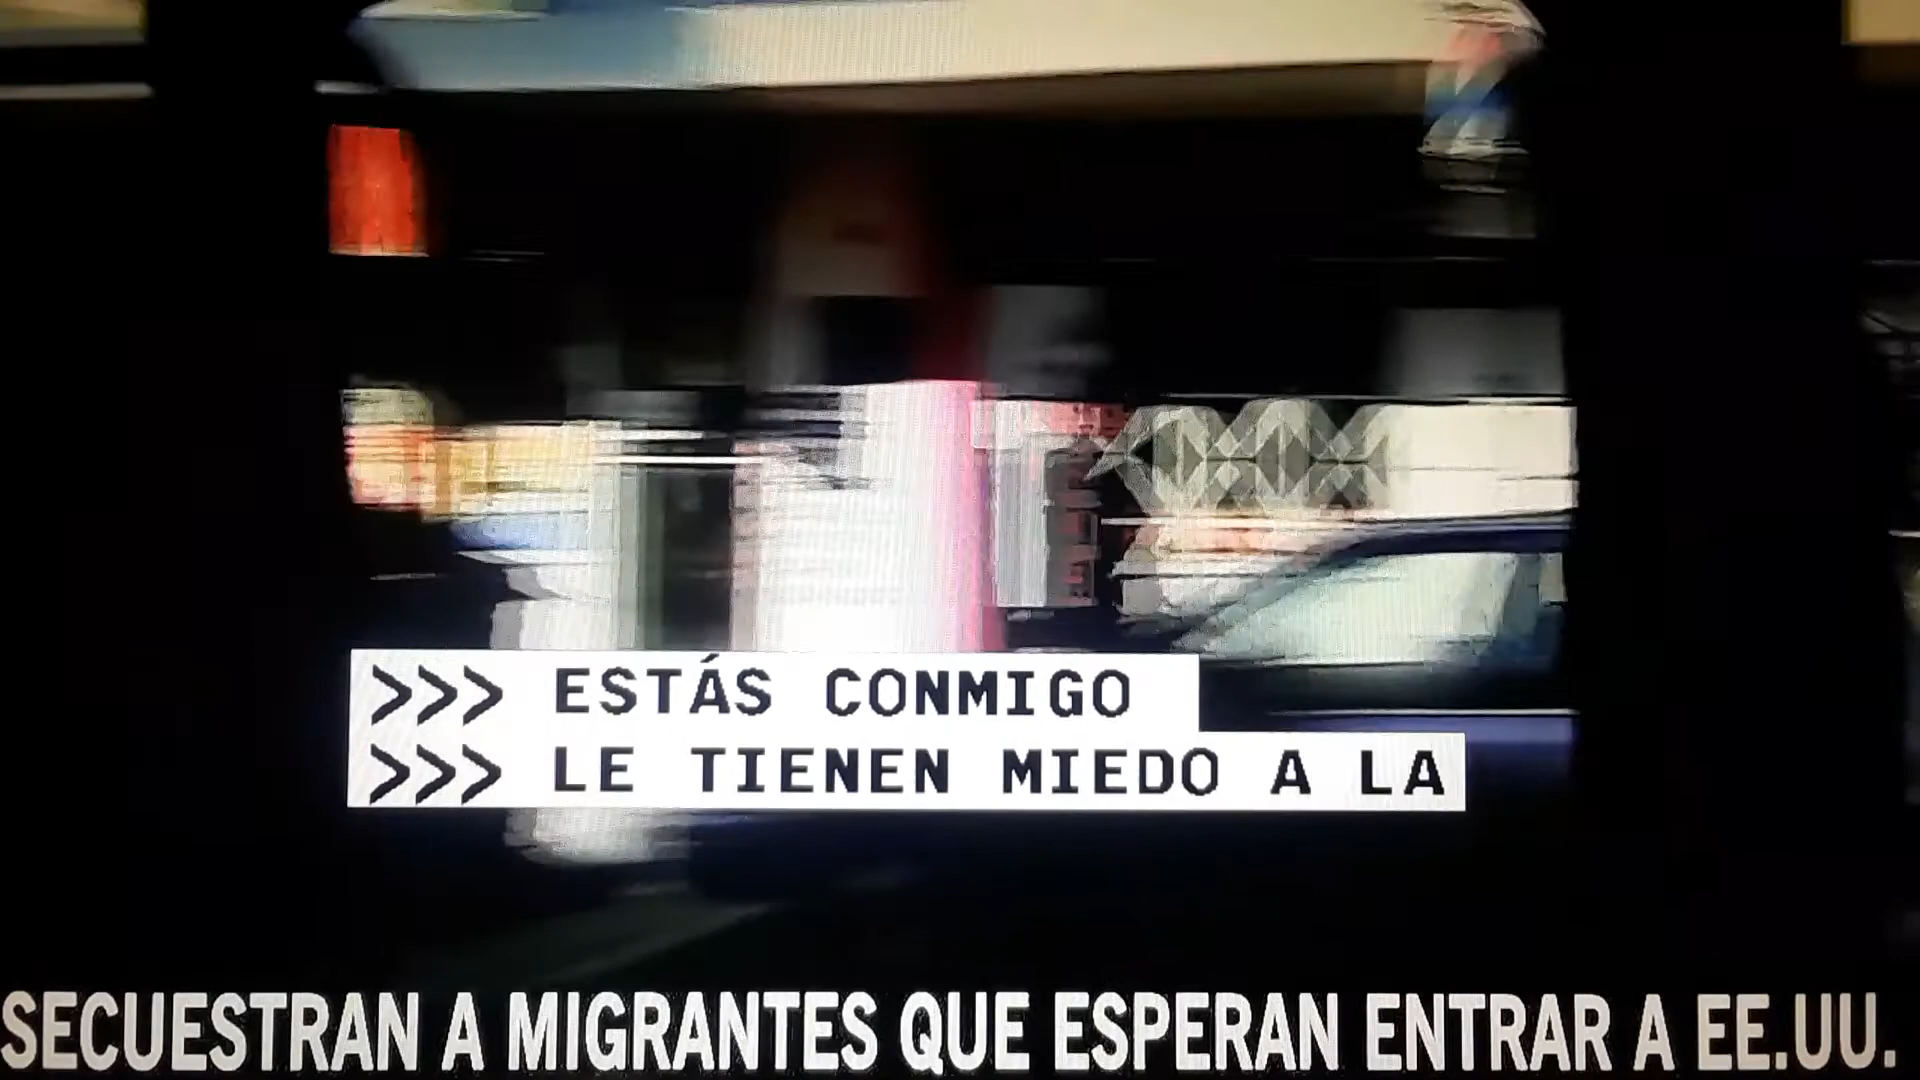 >>> ESTÁS CONMIGO
>>> LE TIENEN MIEDO A LA
SECUESTRAN A MIGRANTES QUE ESPERAN ENTRAR A EE.UU.